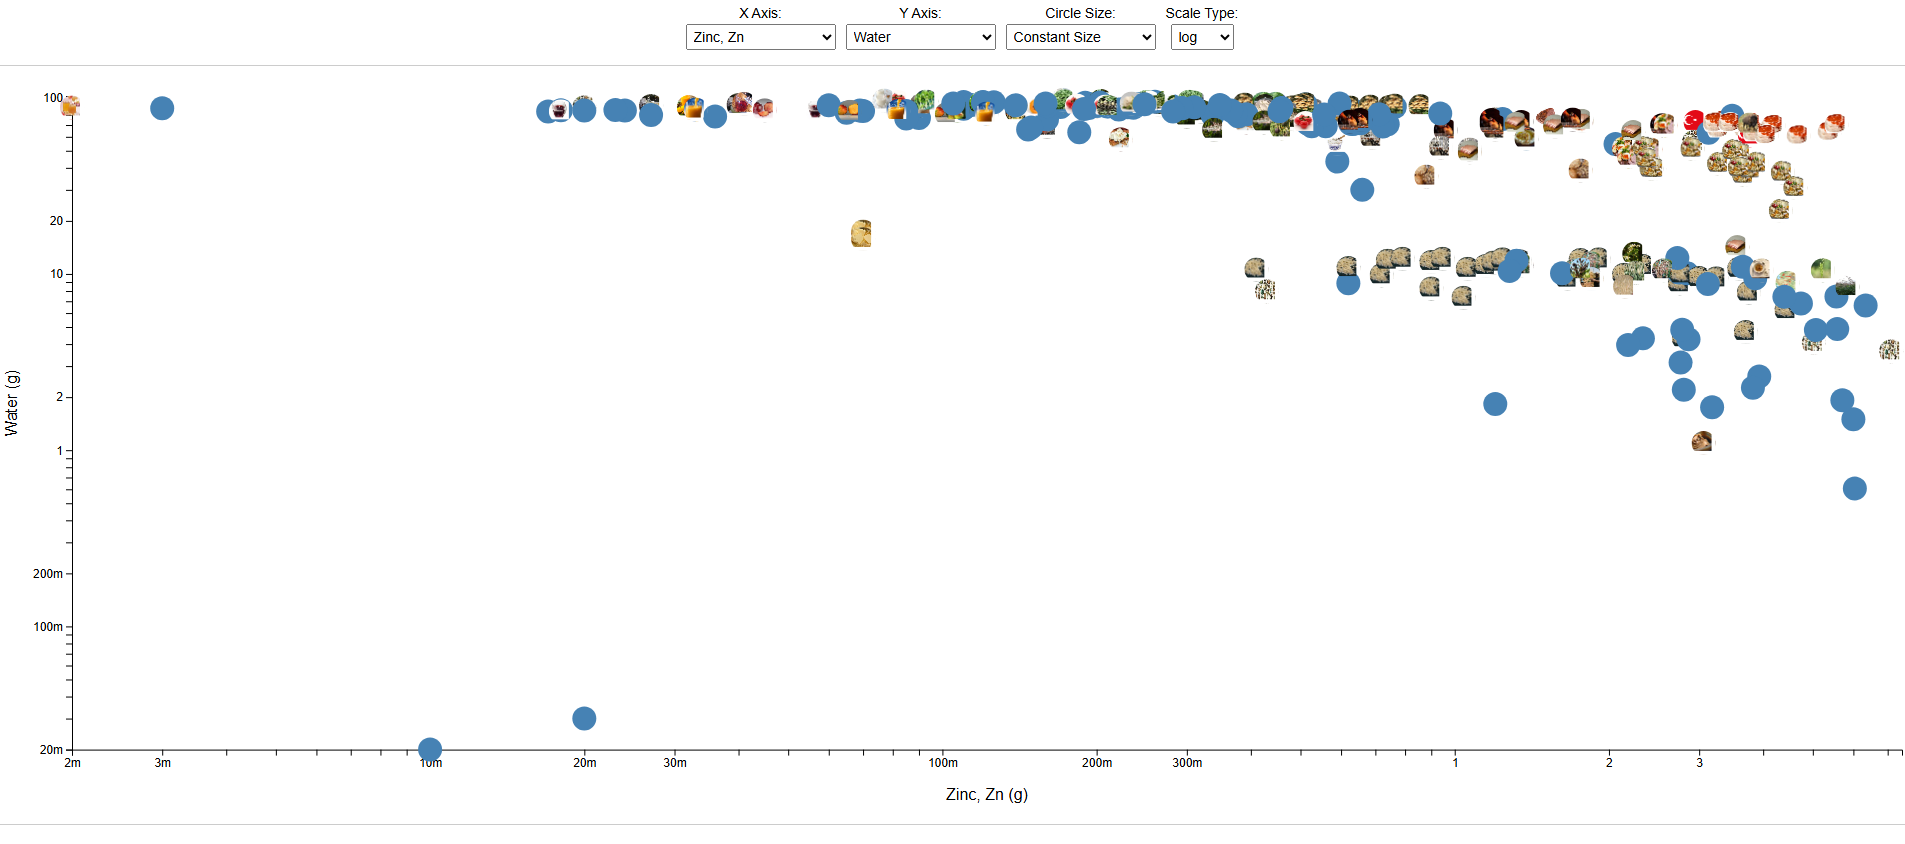 X Axis: Y Axis: Circle Size: Scale Type:
Zinc, Zn Water Constant Size log
100
20
10
2
1
200m
100m
20m
2m 3m 10m 20m 30m 100m 200m 300m 1 2 3
Water (g)
Zinc, Zn (g)